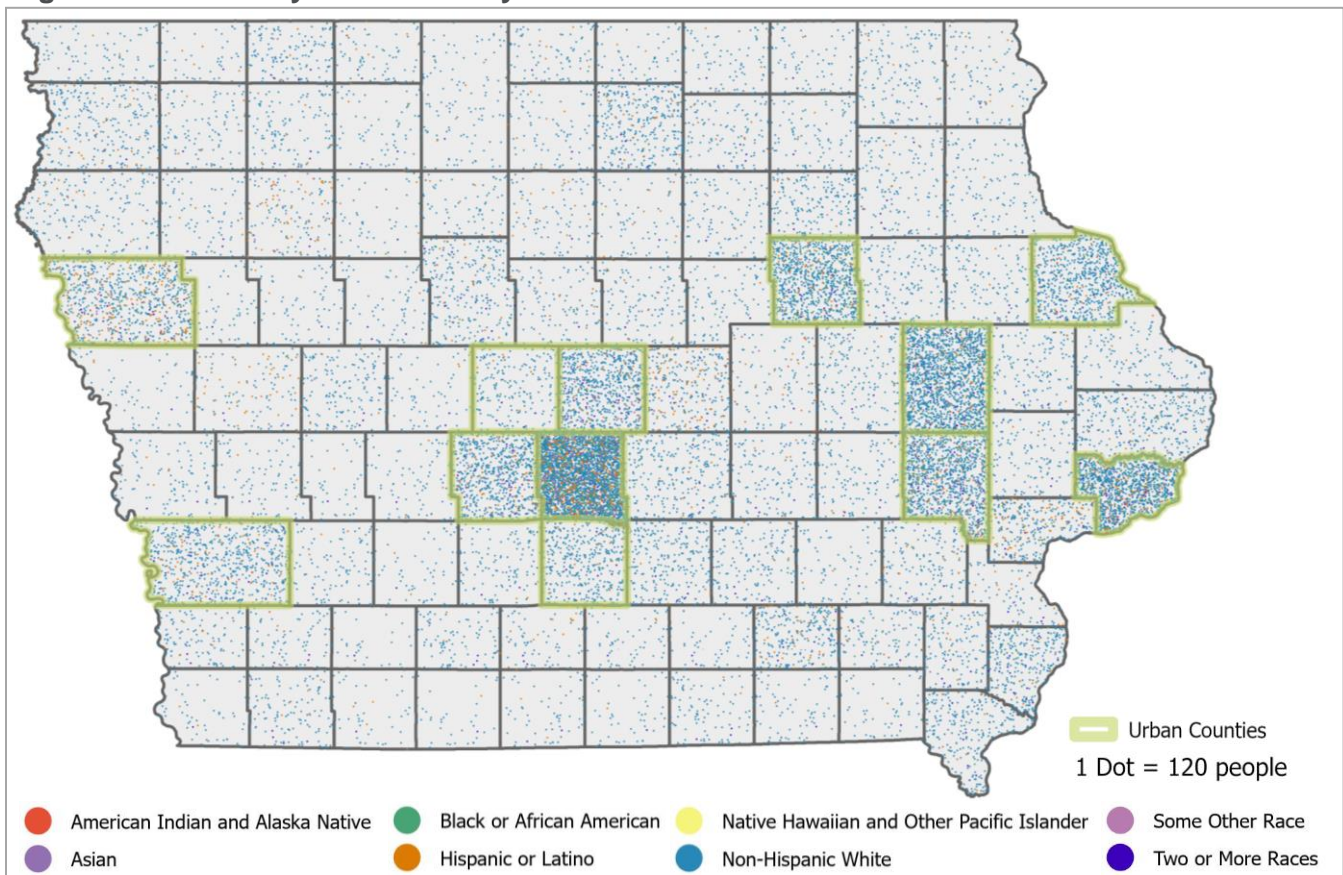 Urban Counties
1 Dot = 120 people
American Indian and Alaska Native
Black or African American
Native Hawaiian and Other Pacific Islander
Some Other Race
Asian
Hispanic or Latino
Non-Hispanic White
Two or More Races